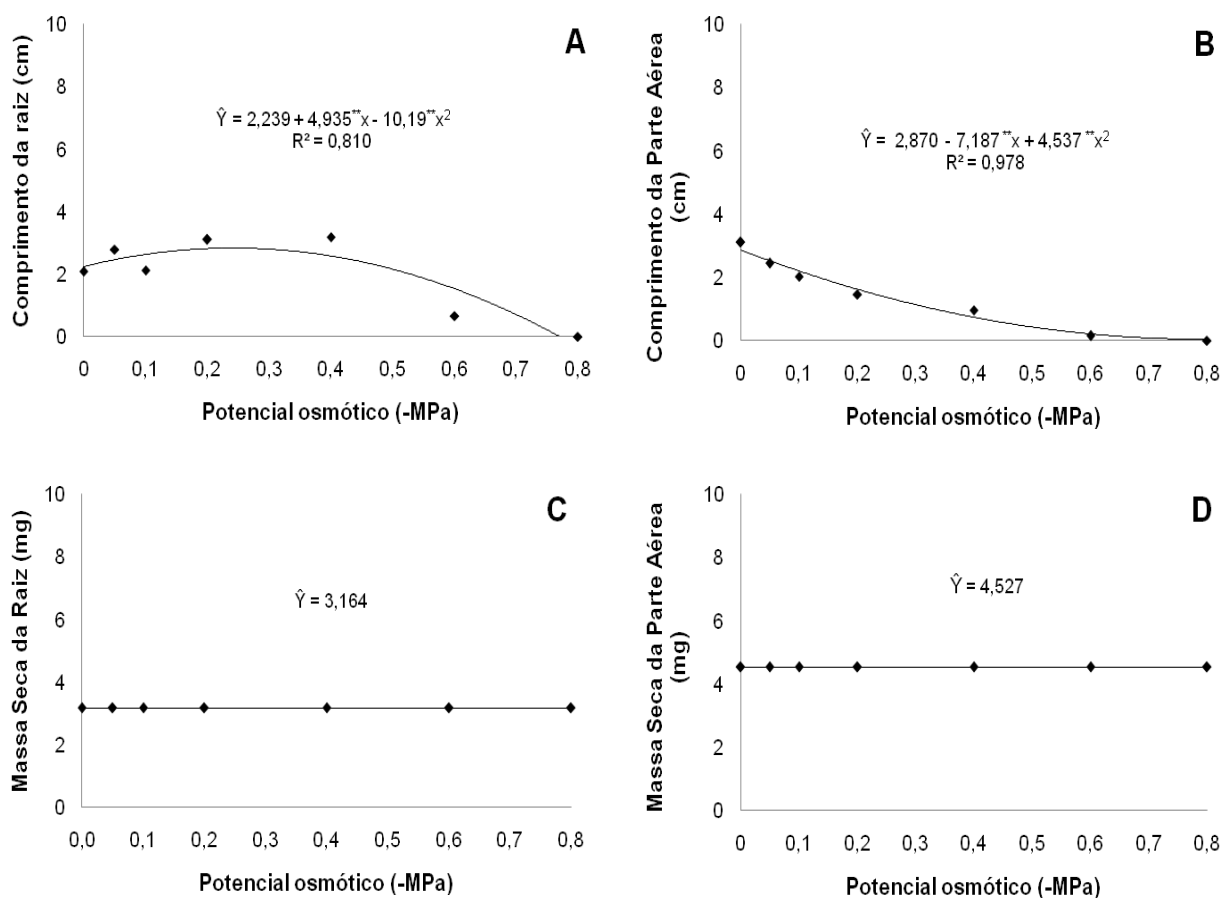 A
Comprimento da raiz (cm)
10
8
6
4
2
0
Ŷ = 2,239 + 4,935**x - 10,19**x²
R² = 0,810
0 0,1 0,2 0,3 0,4 0,5 0,6 0,7 0,8
Potencial osmótico (-MPa)
B
Comprimento da Parte Aérea
(cm)
10
8
6
4
2
0
Ŷ = 2,870 - 7,187**x + 4,537**x²
R² = 0,978
0 0,1 0,2 0,3 0,4 0,5 0,6 0,7 0,8
Potencial osmótico (-MPa)
C
Massa Seca da Raiz (mg)
10
8
6
4
2
0
Ŷ = 3,164
0,0 0,1 0,2 0,3 0,4 0,5 0,6 0,7 0,8
Potencial osmótico (-MPa)
D
Massa Seca da Parte Aérea
(mg)
10
8
6
4
2
0
Ŷ = 4,527
0 0,1 0,2 0,3 0,4 0,5 0,6 0,7 0,8
Potencial osmótico (-MPa)